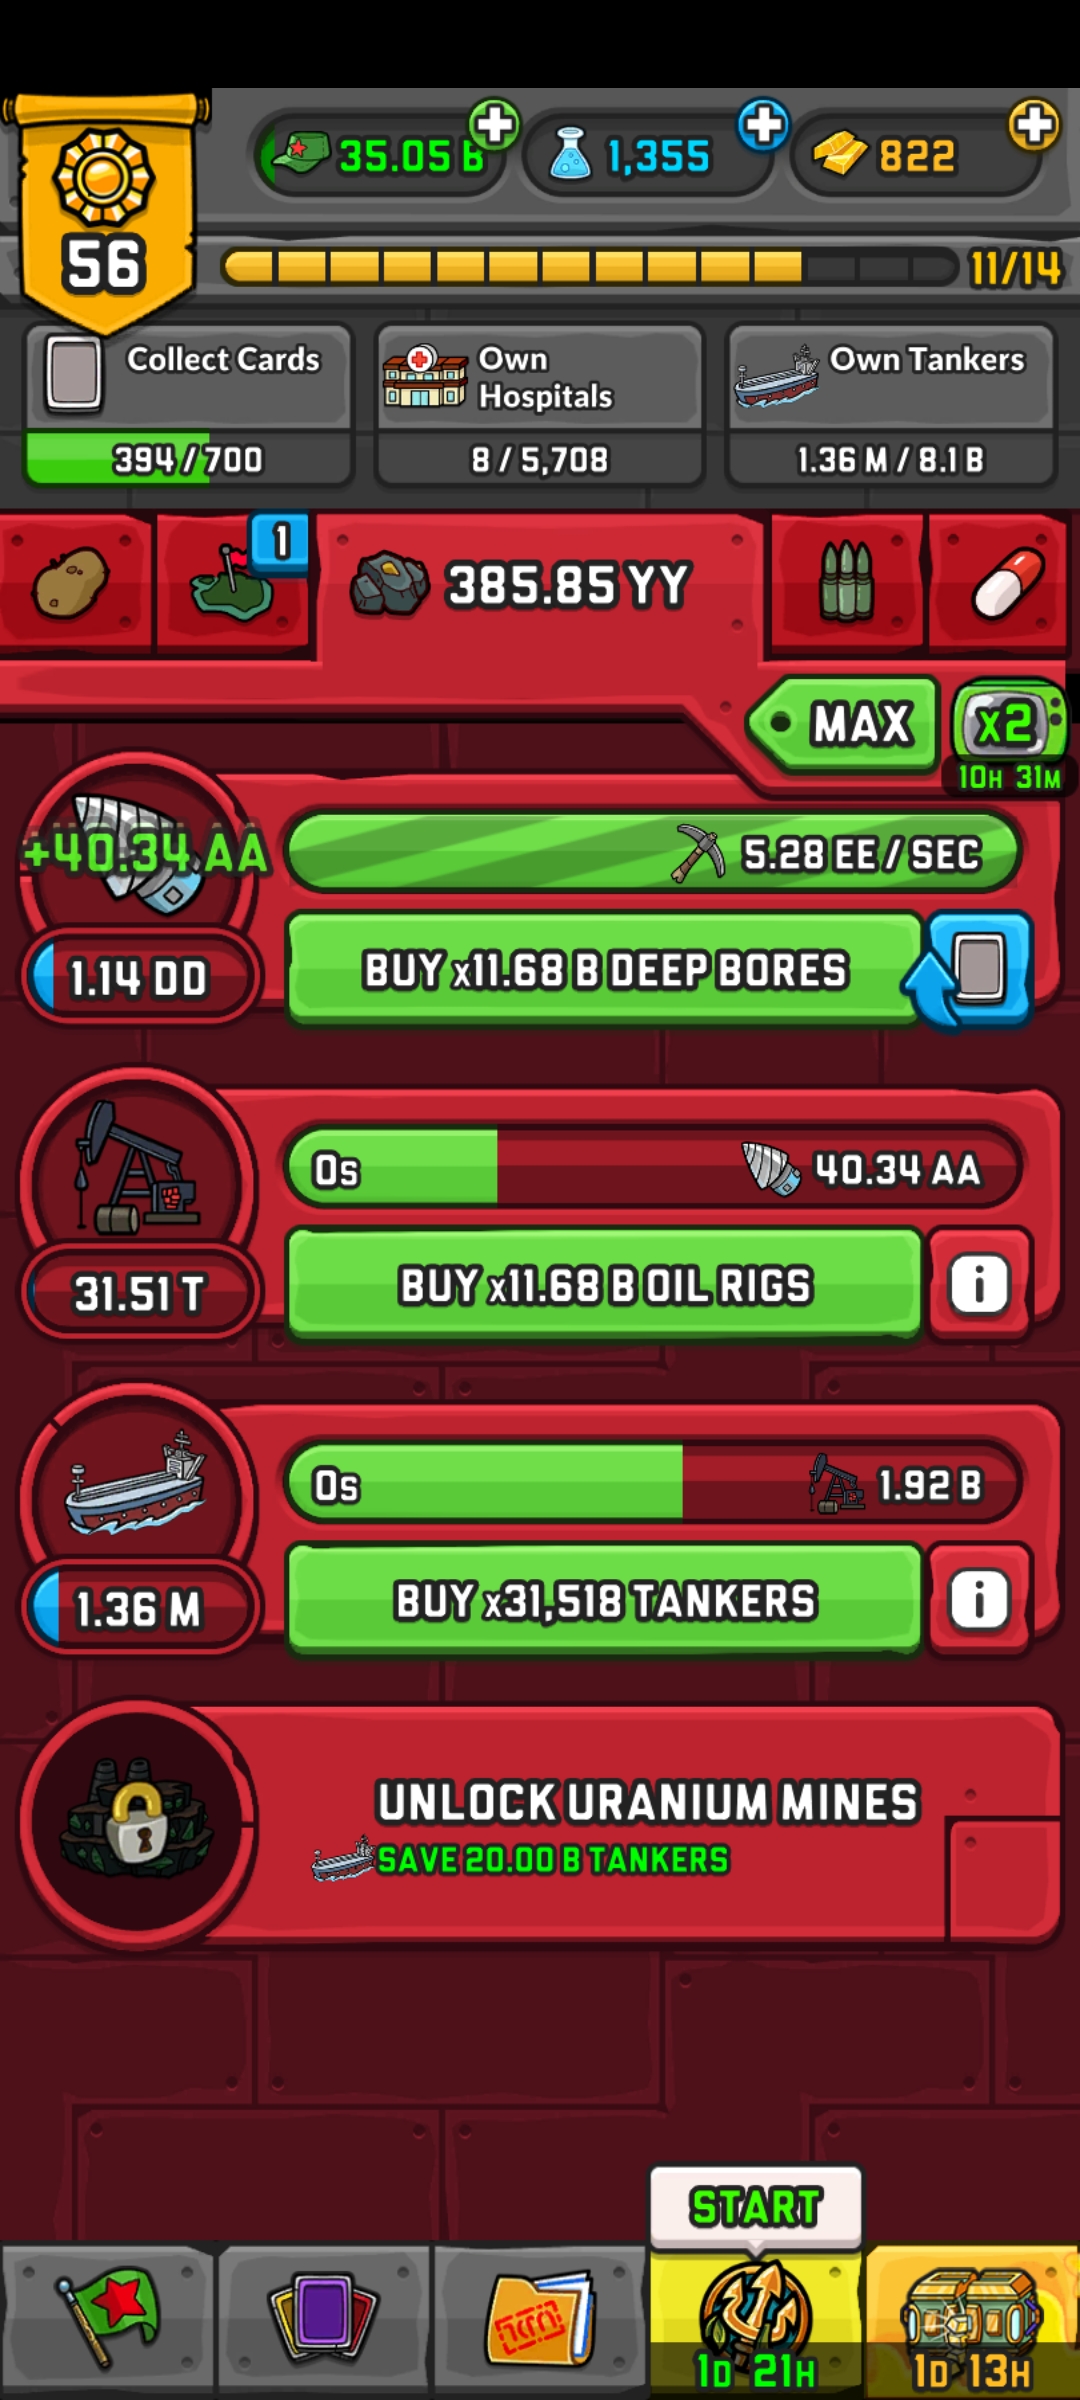 35.05 B
1,355
822
56
11/14
Collect Cards
394/700
Own
Hospitals
8/5,708
Own Tankers
1.36 M/8.1 B
1
385.85 YY
MAX
x2
10H 31M
+40.34 AA
5.28 EE/SEC
1.14 DD
BUY x11.68 B DEEP BORES
0s
40.34 AA
31.51 T
BUY x11.68 B OIL RIGS
i
0s
1.92 B
1.36 M
BUY x31,518 TANKERS
i
UNLOCK URANIUM MINES
SAVE 20.00 B TANKERS
START
1D 21H
1D 13H